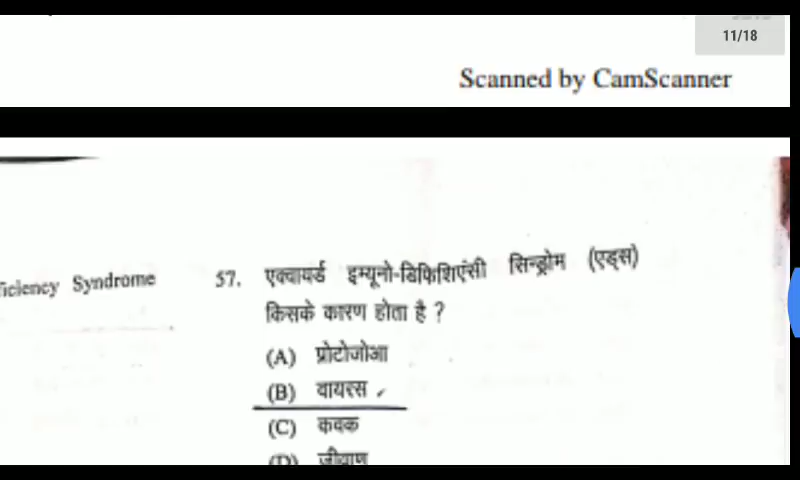 11/18
Scanned by CamScanner
ficiency Syndrome
57. एक्वायर्ड इम्यूनो-डिफिशिएंसी सिन्ड्रोम (एड्स)
किसके कारण होता है ?
(A) प्रोटोजोआ
(B) वायरस
(C) कवक
(D) जीवाणु